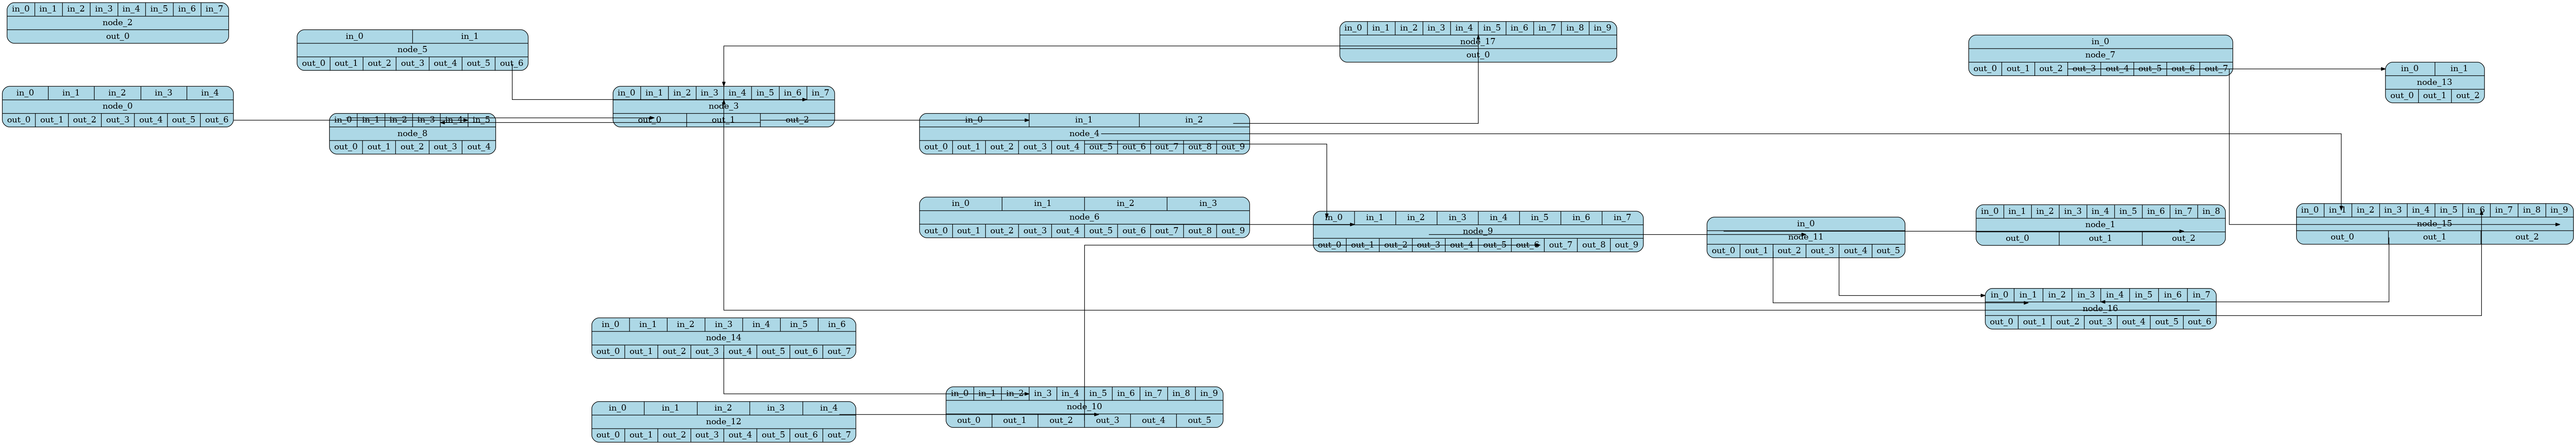 in_0 in_1 in_2 in_3 in_4 in_5 in_6 in_7
node_2
out_0
in_0 in_1
node_5
out_0 out_1 out_2 out_3 out_4 out_5 out_6
in_0 in_1 in_2 in_3 in_4 in_5 in_6 in_7 in_8 in_9
node_17
out_0
in_0
node_7
out_0 out_1 out_2 out_3 out_4 out_5 out_6 out_7
in_0 in_1
node_13
out_0 out_1 out_2
in_0 in_1 in_2 in_3 in_4
node_0
out_0 out_1 out_2 out_3 out_4 out_5 out_6
in_0 in_1 in_2 in_3 in_4 in_5
node_8
out_0 out_1 out_2 out_3 out_4
in_0 in_1 in_2 in_3 in_4 in_5 in_6 in_7
node_3
out_0 out_1 out_2
in_0 in_1 in_2
node_4
out_0 out_1 out_2 out_3 out_4 out_5 out_6 out_7 out_8 out_9
in_0 in_1 in_2 in_3
node_6
out_0 out_1 out_2 out_3 out_4 out_5 out_6 out_7 out_8 out_9
in_0 in_1 in_2 in_3 in_4 in_5 in_6 in_7
node_9
out_0 out_1 out_2 out_3 out_4 out_5 out_6 out_7 out_8 out_9
in_0
node_11
out_0 out_1 out_2 out_3 out_4 out_5
in_0 in_1 in_2 in_3 in_4 in_5 in_6 in_7 in_8
node_1
out_0 out_1 out_2
in_0 in_1 in_2 in_3 in_4 in_5 in_6 in_7 in_8 in_9
node_15
out_0 out_1 out_2
in_0 in_1 in_2 in_3 in_4 in_5 in_6 in_7
node_16
out_0 out_1 out_2 out_3 out_4 out_5 out_6
in_0 in_1 in_2 in_3 in_4 in_5 in_6
node_14
out_0 out_1 out_2 out_3 out_4 out_5 out_6 out_7
in_0 in_1 in_2 in_3 in_4
node_12
out_0 out_1 out_2 out_3 out_4 out_5 out_6 out_7
in_0 in_1 in_2 in_3 in_4 in_5 in_6 in_7 in_8 in_9
node_10
out_0 out_1 out_2 out_3 out_4 out_5